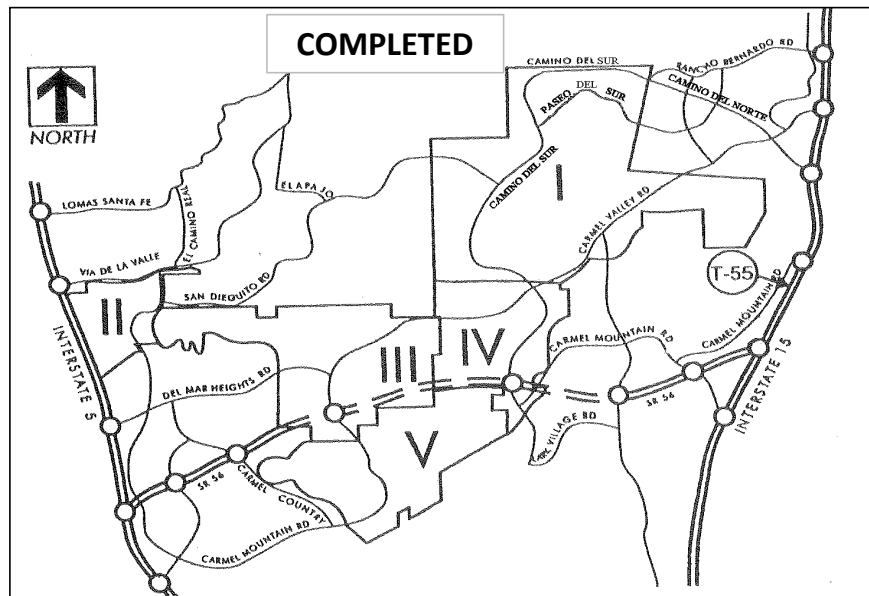 COMPLETED
NORTH
CAMINO DEL SUR
RANCHO BERNARDO RD
PASEO DEL SUR
CAMINO DEL NORTE
LOMAS SANTA FE
EL CAMINO REAL
EL APAJO
CAMINO DEL SUR
I
CARMEL VALLEY RD
VIA DE LA VALLE
SAN DIEGUITO RD
T-55
II
INTERSTATE 5
III
IV
CARMEL MOUNTAIN RD
CARMEL MOUNTAIN RD
DEL MAR HEIGHTS RD
SR 56
INTERSTATE 15
V
VILLAGE RD
SR 56
CARMEL COUNTRY
CARMEL MOUNTAIN RD